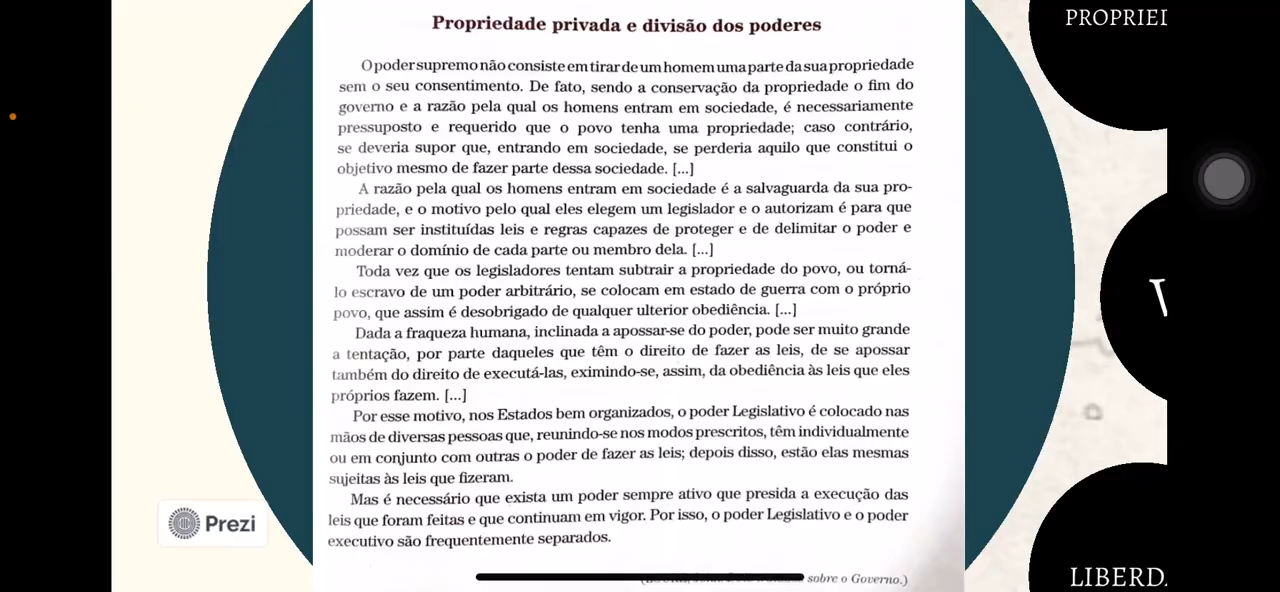 Propriedade privada e divisão dos poderes
O poder supremo não consiste em tirar de um homem uma parte da sua propriedade
sem o seu consentimento. De fato, sendo a conservação da propriedade o fim do
governo e a razão pela qual os homens entram em sociedade, é necessariamente
pressuposto e requerido que o povo tenha uma propriedade; caso contrário,
se deveria supor que, entrando em sociedade, se perderia aquilo que constitui o
objetivo mesmo de fazer parte dessa sociedade. [...]
A razão pela qual os homens entram em sociedade é a salvaguarda da sua pro-
priedade, e o motivo pelo qual eles elegem um legislador e o autorizam é para que
possam ser instituídas leis e regras capazes de proteger e de delimitar o poder e
moderar o domínio de cada parte ou membro dela. [...]
Toda vez que os legisladores tentam subtrair a propriedade do povo, ou torná-
lo escravo de um poder arbitrário, se colocam em estado de guerra com o próprio
povo, que assim é desobrigado de qualquer ulterior obediência. [...]
Dada a fraqueza humana, inclinada a apossar-se do poder, pode ser muito grande
a tentação, por parte daqueles que têm o direito de fazer as leis, de se apossar
também do direito de executá-las, eximindo-se, assim, da obediência às leis que eles
próprios fazem. [...]
Por esse motivo, nos Estados bem organizados, o poder Legislativo é colocado nas
mãos de diversas pessoas que, reunindo-se nos modos prescritos, têm individualmente
ou em conjunto com outras o poder de fazer as leis; depois disso, estão elas mesmas
sujeitas às leis que fizeram.
Mas é necessário que exista um poder sempre ativo que presida a execução das
leis que foram feitas e que continuam em vigor. Por isso, o poder Legislativo e o poder
executivo são frequentemente separados.
sobre o Governo.)
Prezi
PROPRIE
V
LIBERD